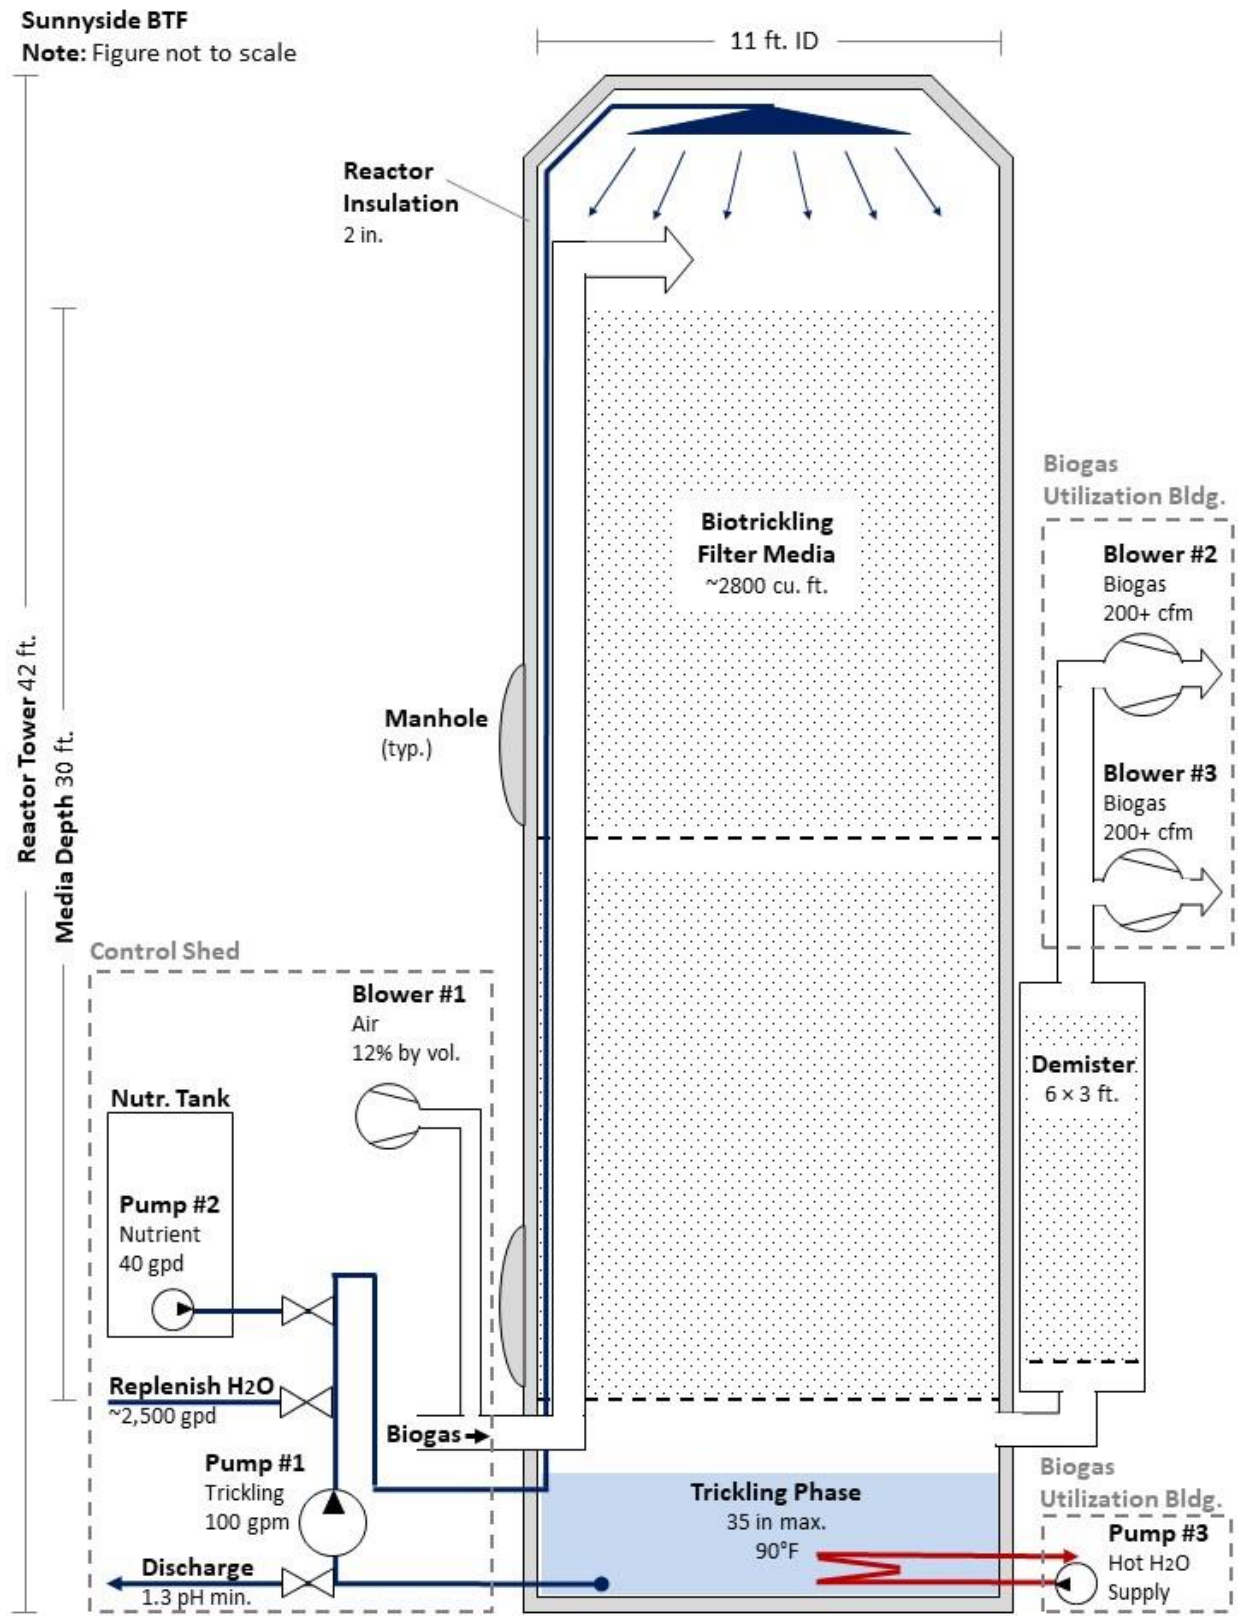 Sunnyside BTF
Note: Figure not to scale
11 ft. ID
Reactor
Insulation
2 in.
Reactor Tower 42 ft.
Media Depth 30 ft.
Biotrickling
Filter Media
~2800 cu. ft.
Biogas
Utilization Bldg.
Blower #2
Biogas
200+ cfm
Manhole
(typ.)
Blower #3
Biogas
200+ cfm
Control Shed
Blower #1
Air
12% by vol.
Demister
6 × 3 ft.
Nutr. Tank
Pump #2
Nutrient
40 gpd
Replenish H2O
~2,500 gpd
Biogas
Pump #1
Trickling
100 gpm
Trickling Phase
35 in max.
90°F
Biogas
Utilization Bldg.
Pump #3
Hot H2O
Supply
Discharge
1.3 pH min.